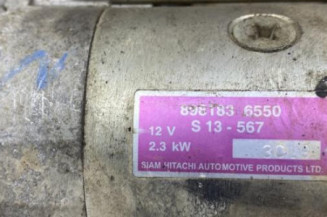 898183 6550
12 V S 13 - 567
2.3 kW
SIAM HITACHI AUTOMOTIVE PRODUCTS LTD.